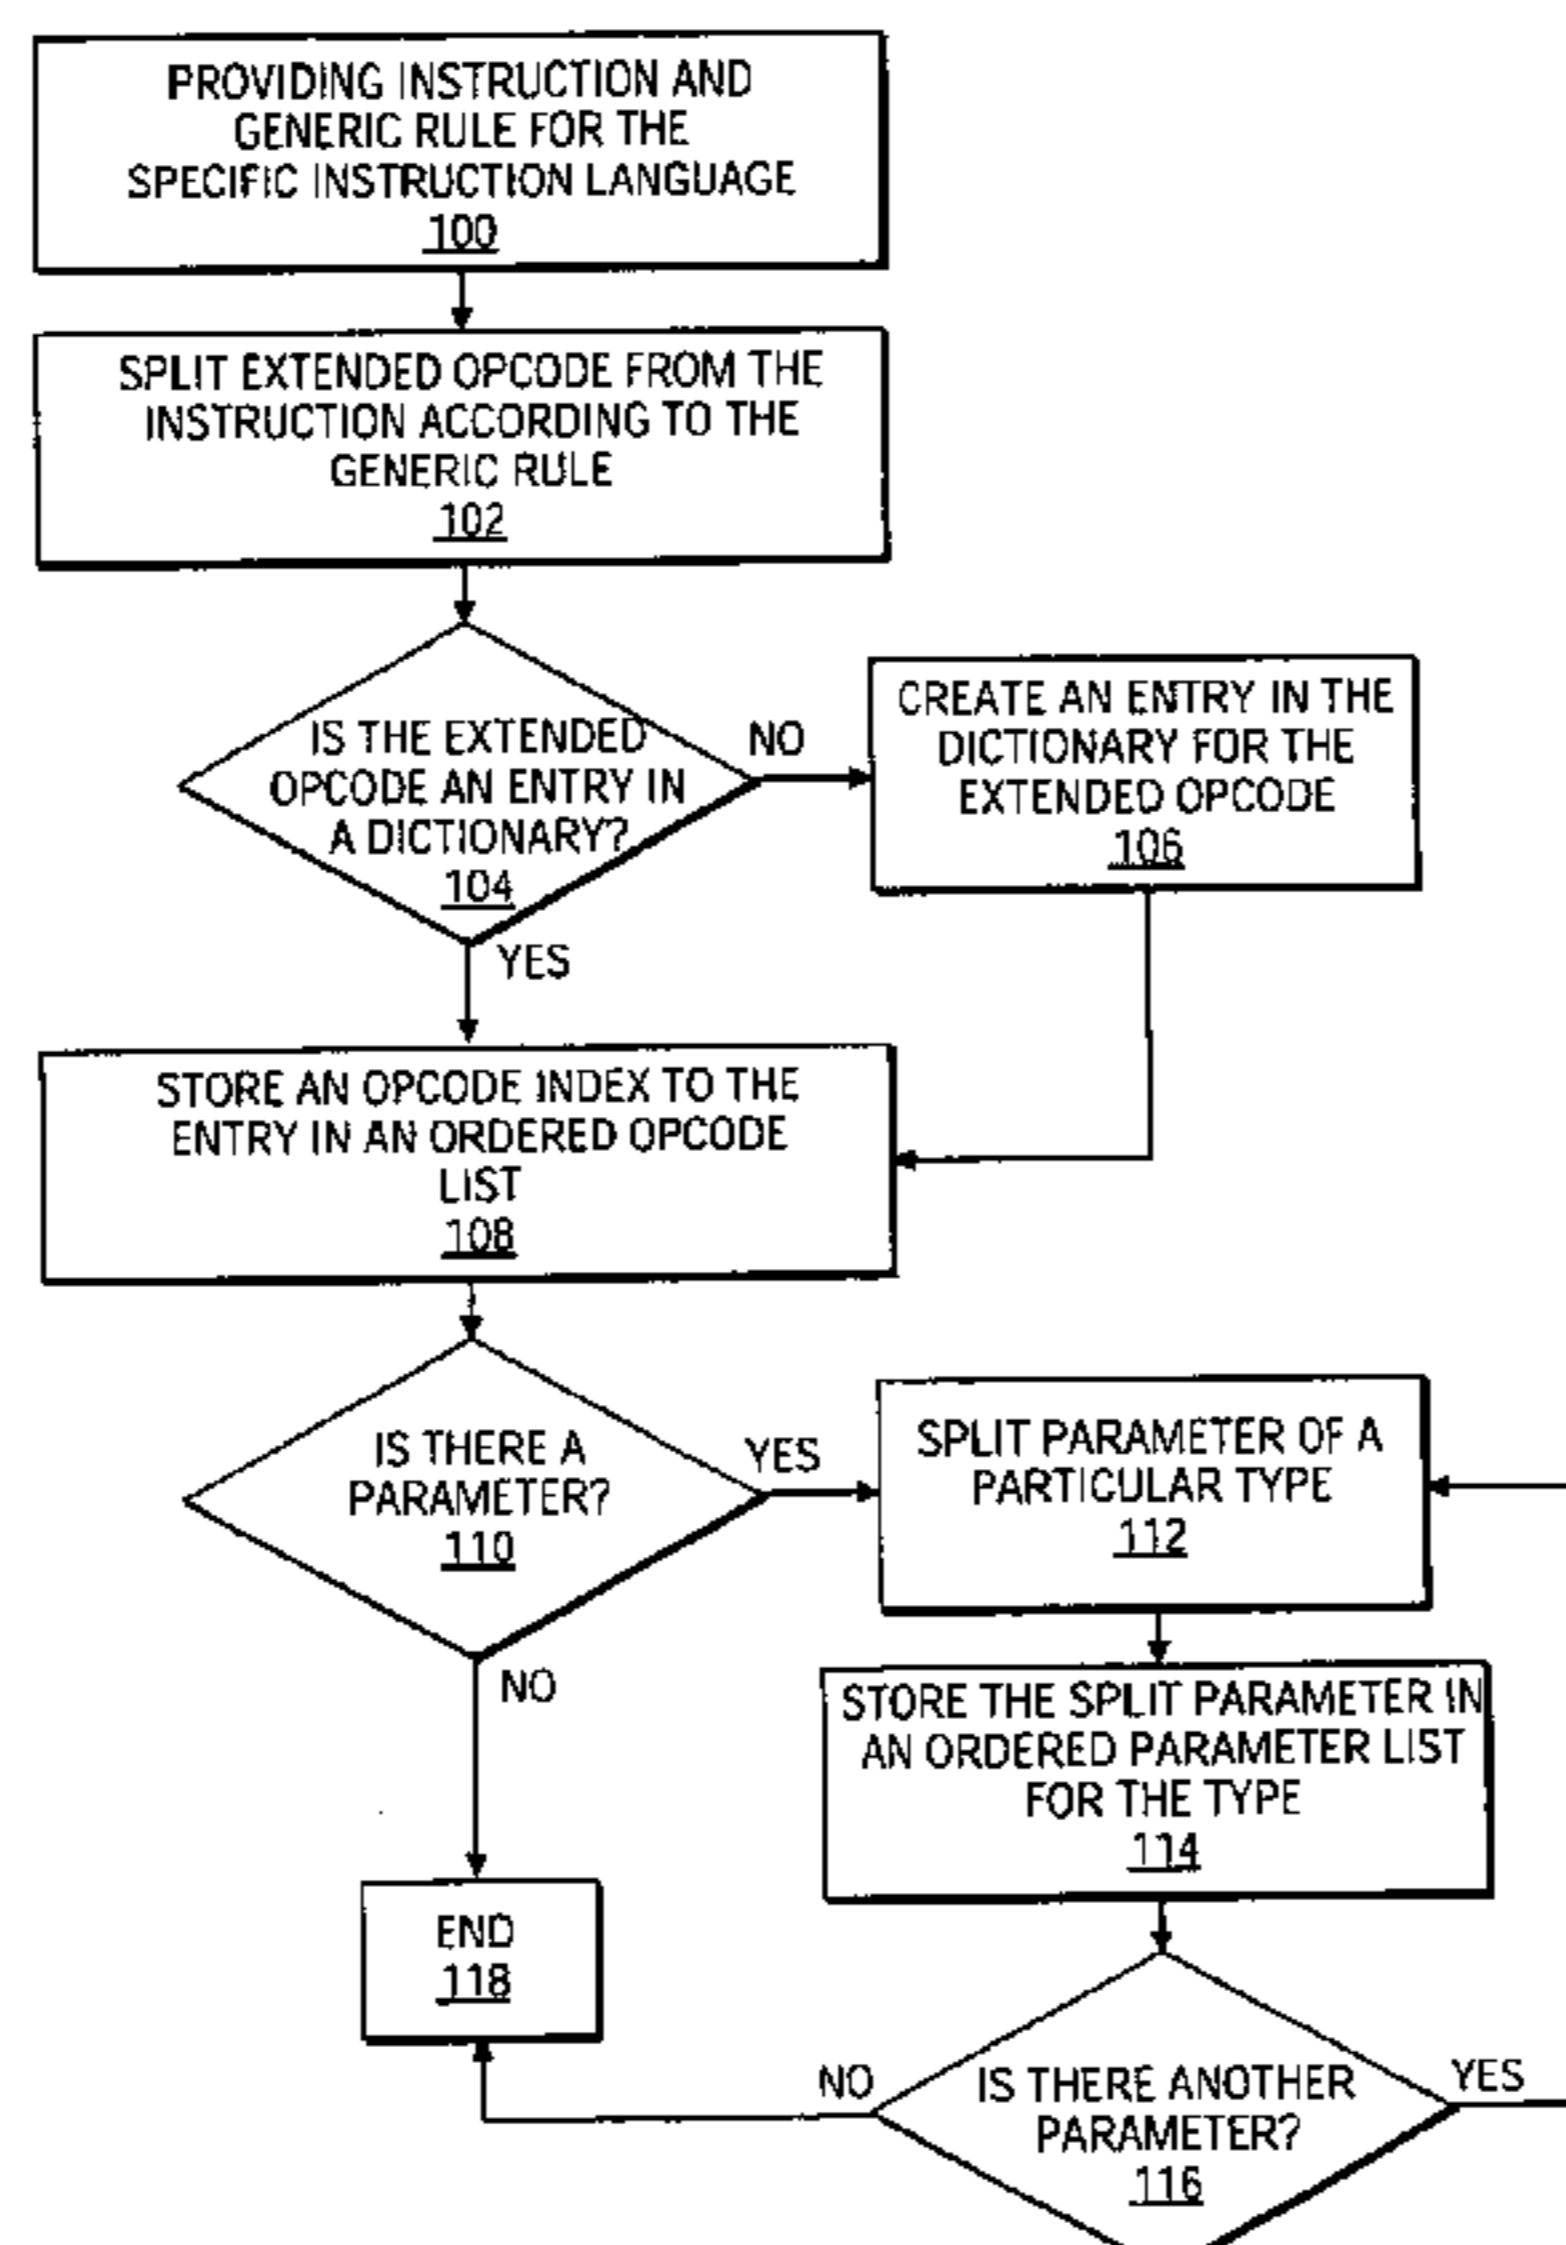 PROVIDING INSTRUCTION AND
GENERIC RULE FOR THE
SPECIFIC INSTRUCTION LANGUAGE
100
SPLIT EXTENDED OPCODE FROM THE
INSTRUCTION ACCORDING TO THE
GENERIC RULE
102
IS THE EXTENDED
OPCODE AN ENTRY IN
A DICTIONARY?
104
NO
CREATE AN ENTRY IN THE
DICTIONARY FOR THE
EXTENDED OPCODE
106
YES
STORE AN OPCODE INDEX TO THE
ENTRY IN AN ORDERED OPCODE
LIST
108
IS THERE A
PARAMETER?
110
YES
SPLIT PARAMETER OF A
PARTICULAR TYPE
112
NO
STORE THE SPLIT PARAMETER IN
AN ORDERED PARAMETER LIST
FOR THE TYPE
114
END
118
NO
IS THERE ANOTHER
PARAMETER?
116
YES